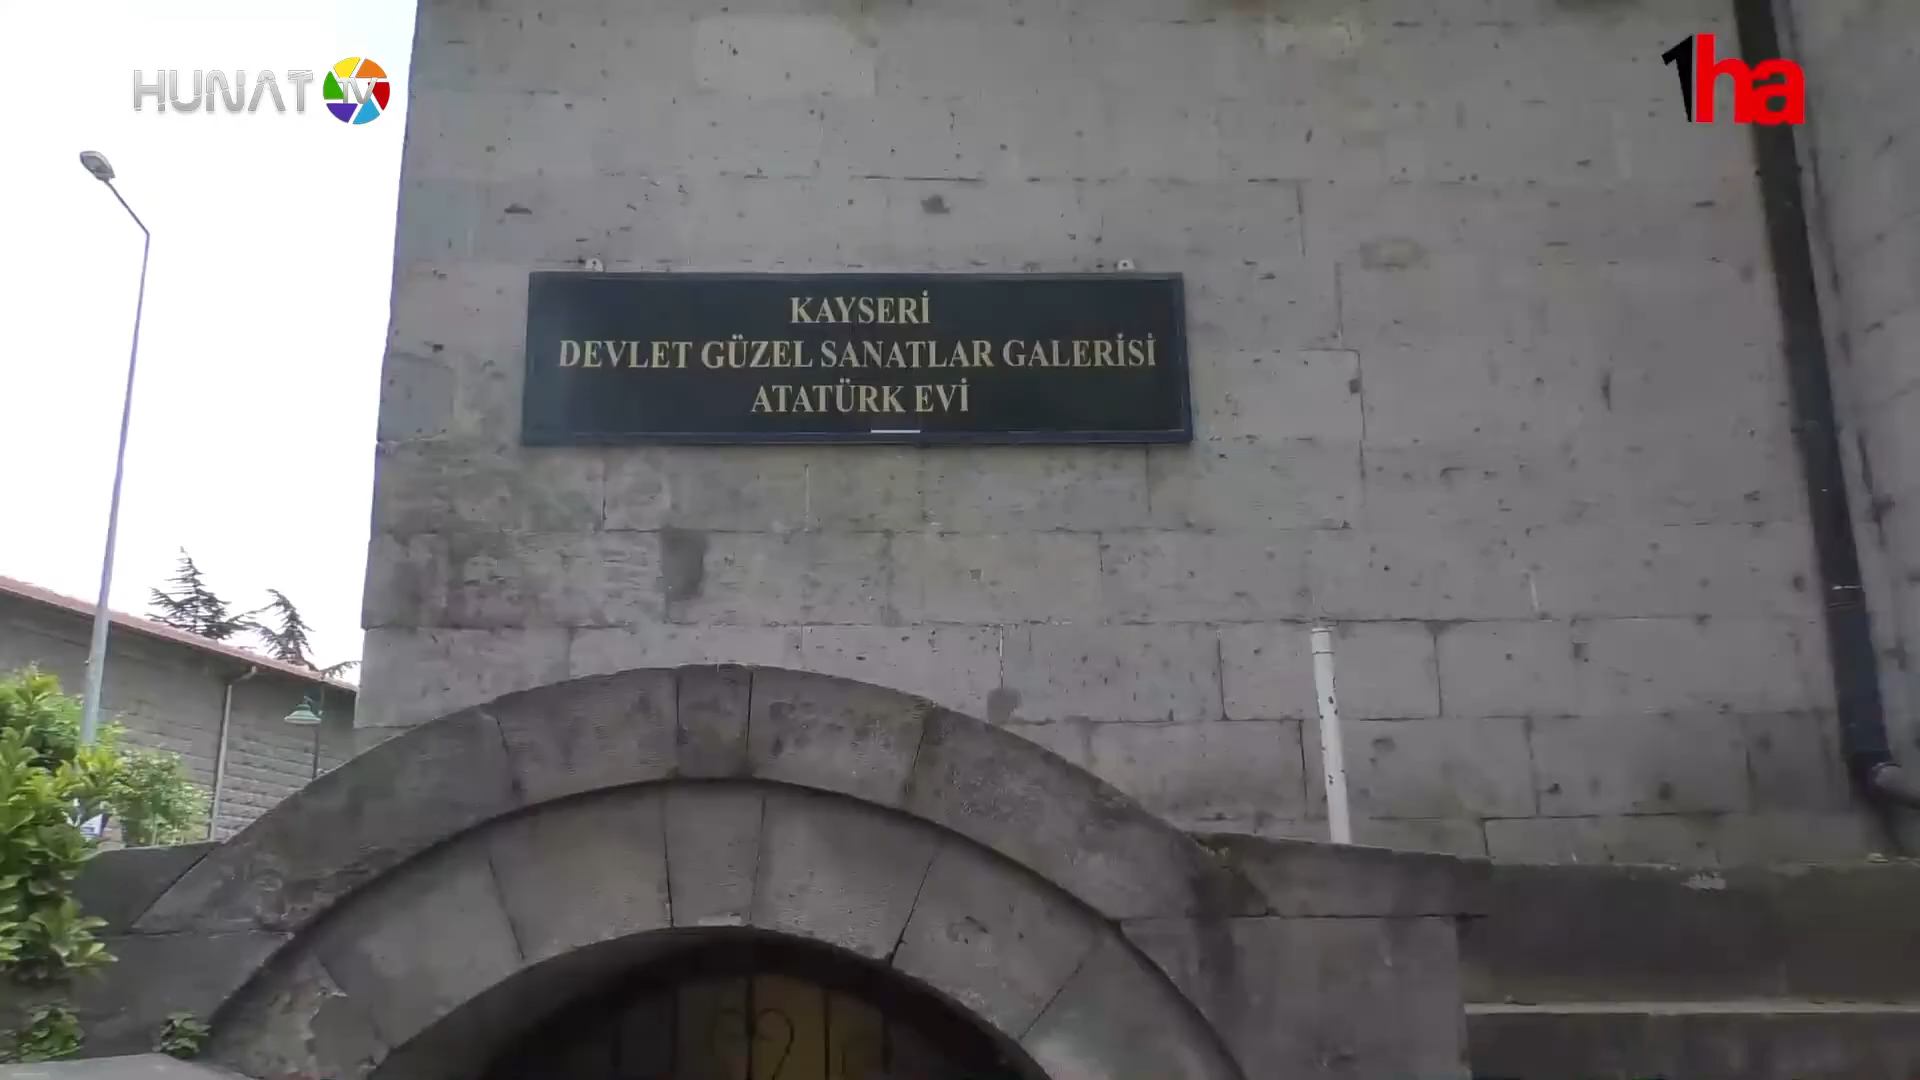 HUNAT TV
1ha
KAYSERİ
DEVLET GÜZEL SANATLAR GALERİSİ
ATATÜRK EVİ